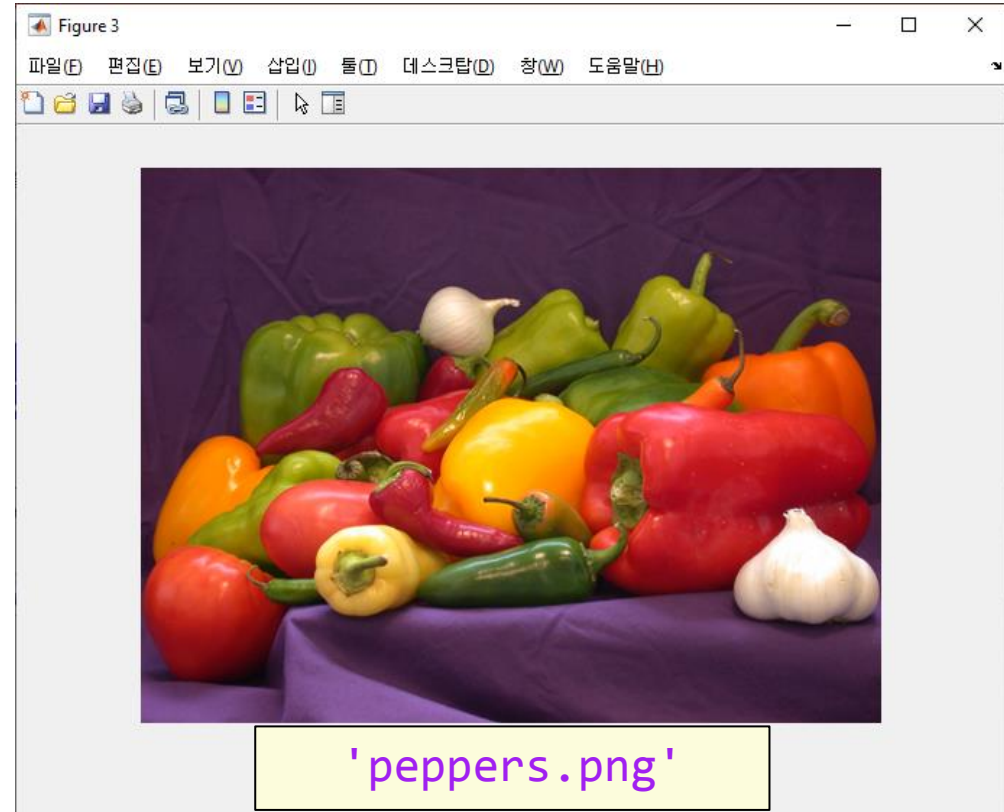 Figure 3
파일(F) 편집(E) 보기(V) 삽입(I) 툴(T) 데스크탑(D) 창(W) 도움말(H)
'peppers.png'